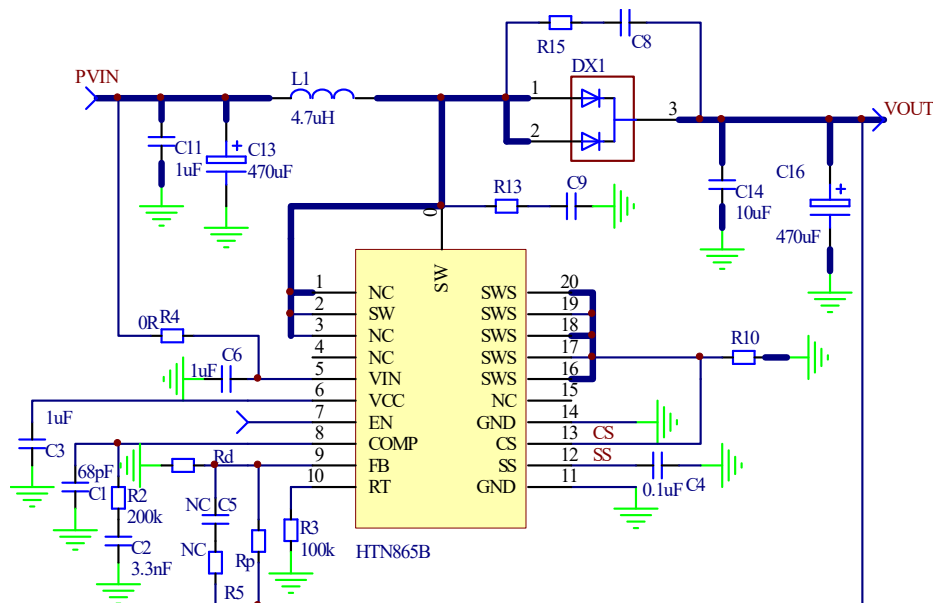 R15
C8
PVIN
L1
4.7uH
DX1
1
2
3
VOUT
C11
1uF
+
C13
470uF
C14
10uF
C16
+
470uF
R13
C9
0
SW
1
NC
SWS
20
2
SW
SWS
19
3
NC
SWS
18
4
NC
SWS
17
5
VIN
SWS
16
6
VCC
NC
15
7
EN
GND
14
8
COMP
CS
13
CS
9
FB
SS
12
SS
10
RT
GND
11
HTN865B
0R
R4
C6
1uF
R10
1uF
C3
68pF
C1
R2
200k
C2
3.3nF
Rd
NC
C5
NC
R5
Rp
R3
100k
0.1uF
C4